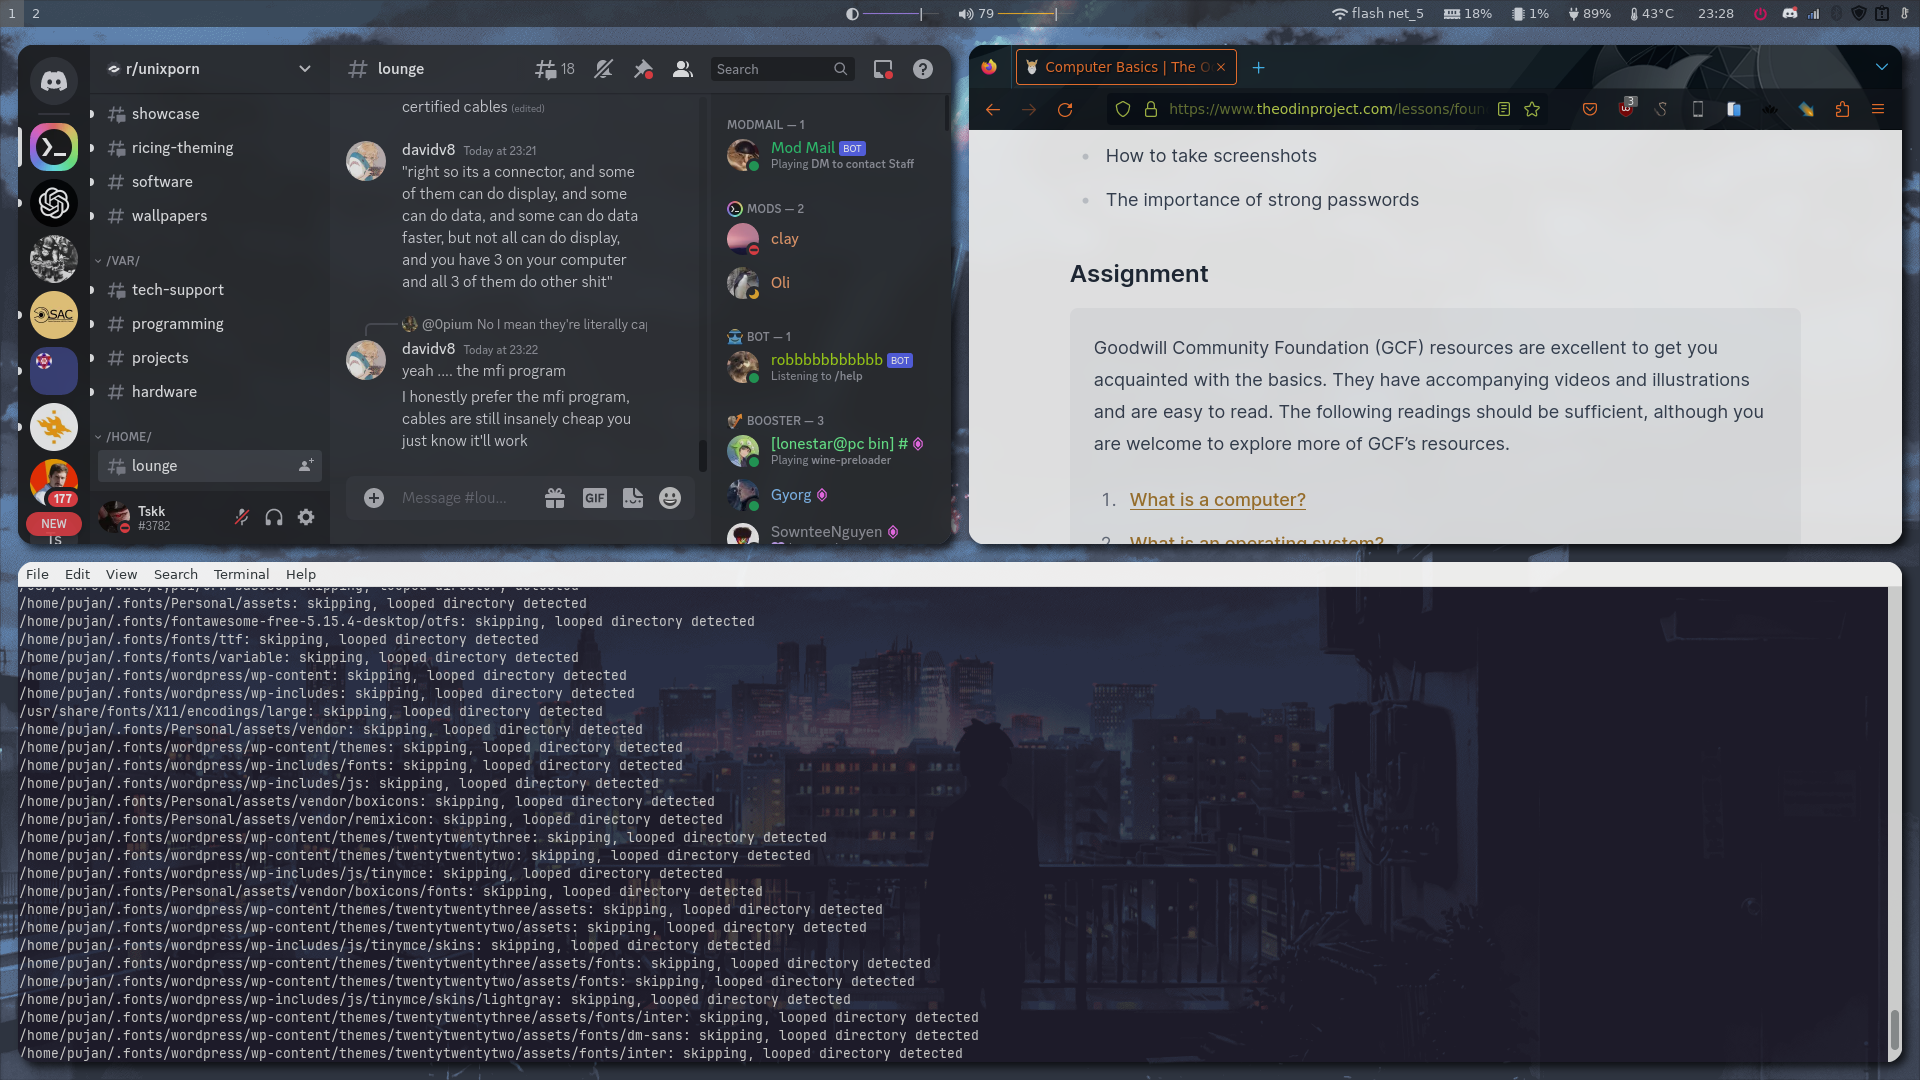 1 2
79
flash net_5 18% 1% 89% 43°C 23:28
r/unixporn
showcase
ricing-theming
software
wallpapers
/VAR/
tech-support
programming
projects
hardware
/HOME/
lounge
SAC
177
NEW
Tskk
#3782
lounge 18 Search
certified cables (edited)
davidv8 Today at 23:21
"right so its a connector, and some
of them can do display, and some
can do data, and some can do data
faster, but not all can do display,
and you have 3 on your computer
and all 3 of them do other shit"
@0pium No I mean they're literally ca
davidv8 Today at 23:22
yeah .... the mfi program
I honestly prefer the mfi program,
cables are still insanely cheap you
just know it'll work
Message #lou... GIF
MODMAIL — 1
Mod Mail BOT
Playing DM to contact Staff
MODS — 2
clay
Oli
BOT — 1
robbbbbbbbbbb BOT
Listening to /help
BOOSTER — 3
[lonestar@pc bin] #
Playing wine-preloader
Gyorg
SownteeNguyen
Computer Basics | The O
https://www.theodinproject.com/lessons/foun
3
How to take screenshots
The importance of strong passwords
Assignment
Goodwill Community Foundation (GCF) resources are excellent to get you
acquainted with the basics. They have accompanying videos and illustrations
and are easy to read. The following readings should be sufficient, although you
are welcome to explore more of GCF's resources.
1. What is a computer?
2. What is an operating system?
File Edit View Search Terminal Help
/home/pujan/.fonts/Personal/assets: skipping, looped directory detected
/home/pujan/.fonts/fontawesome-free-5.15.4-desktop/otfs: skipping, looped directory detected
/home/pujan/.fonts/fonts/ttf: skipping, looped directory detected
/home/pujan/.fonts/fonts/variable: skipping, looped directory detected
/home/pujan/.fonts/wordpress/wp-content: skipping, looped directory detected
/home/pujan/.fonts/wordpress/wp-includes: skipping, looped directory detected
/usr/share/fonts/X11/encodings/large: skipping, looped directory detected
/home/pujan/.fonts/Personal/assets/vendor: skipping, looped directory detected
/home/pujan/.fonts/wordpress/wp-content/themes: skipping, looped directory detected
/home/pujan/.fonts/wordpress/wp-includes/fonts: skipping, looped directory detected
/home/pujan/.fonts/wordpress/wp-includes/js: skipping, looped directory detected
/home/pujan/.fonts/Personal/assets/vendor/boxicons: skipping, looped directory detected
/home/pujan/.fonts/Personal/assets/vendor/remixicon: skipping, looped directory detected
/home/pujan/.fonts/wordpress/wp-content/themes/twentytwentythree: skipping, looped directory detected
/home/pujan/.fonts/wordpress/wp-content/themes/twentytwentytwo: skipping, looped directory detected
/home/pujan/.fonts/wordpress/wp-includes/js/tinymce: skipping, looped directory detected
/home/pujan/.fonts/Personal/assets/vendor/boxicons/fonts: skipping, looped directory detected
/home/pujan/.fonts/wordpress/wp-content/themes/twentytwentythree/assets: skipping, looped directory detected
/home/pujan/.fonts/wordpress/wp-content/themes/twentytwentytwo/assets: skipping, looped directory detected
/home/pujan/.fonts/wordpress/wp-includes/js/tinymce/skins: skipping, looped directory detected
/home/pujan/.fonts/wordpress/wp-content/themes/twentytwentythree/assets/fonts: skipping, looped directory detected
/home/pujan/.fonts/wordpress/wp-content/themes/twentytwentytwo/assets/fonts: skipping, looped directory detected
/home/pujan/.fonts/wordpress/wp-includes/js/tinymce/skins/lightgray: skipping, looped directory detected
/home/pujan/.fonts/wordpress/wp-content/themes/twentytwentythree/assets/fonts/inter: skipping, looped directory detected
/home/pujan/.fonts/wordpress/wp-content/themes/twentytwentytwo/assets/fonts/dm-sans: skipping, looped directory detected
/home/pujan/.fonts/wordpress/wp-content/themes/twentytwentytwo/assets/fonts/inter: skipping, looped directory detected